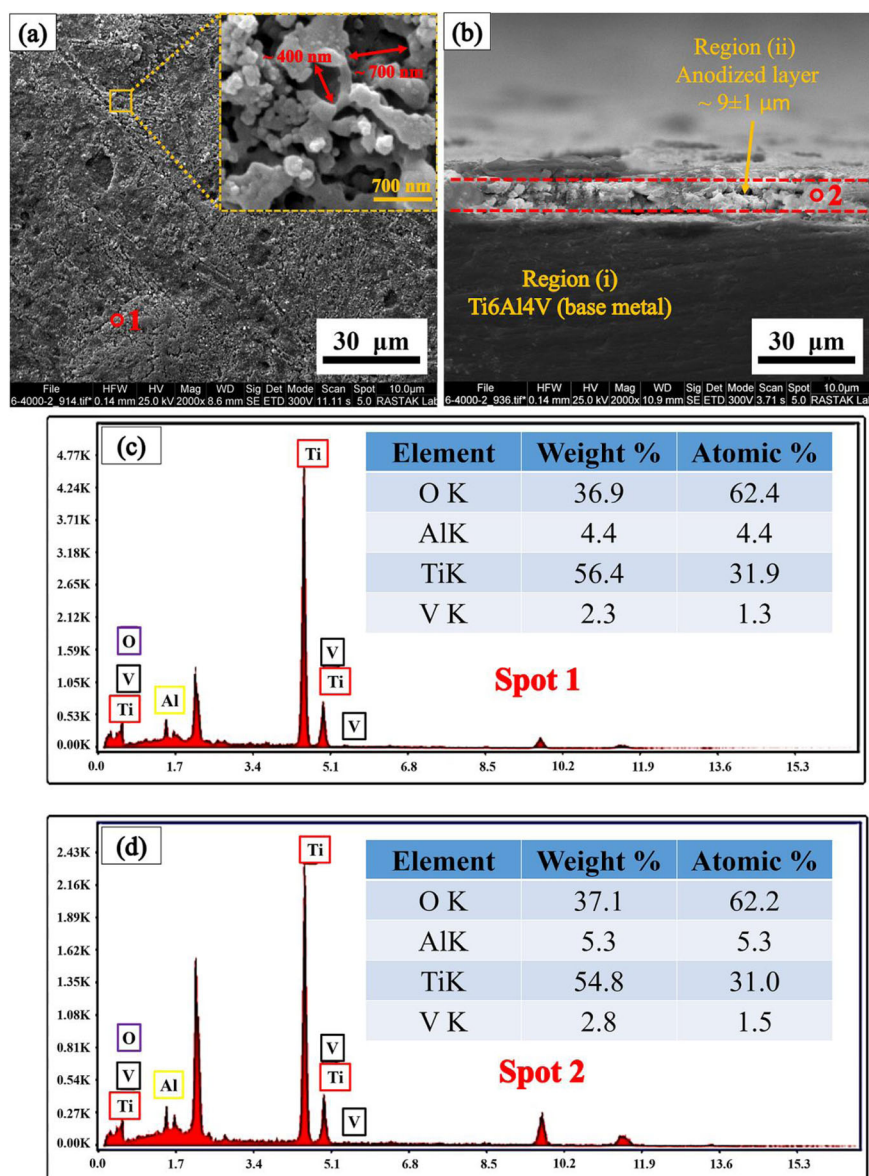 (a)
~ 400 nm
~ 700 nm
700 nm
1
30 μm
File HFW HV Mag WD Sig Det Mode Scan Spot 10.0μm
6-4000-2_914.tif* 0.14 mm 25.0 kV 2000x 8.6 mm SE ETD 300V 11.11 s 5.0 RASTAK Lab
(b)
Region (ii)
Anodized layer
~ 9±1 μm
2
Region (i)
Ti6Al4V (base metal)
30 μm
File HFW HV Mag WD Sig Det Mode Scan Spot 10.0μm
6-4000-2_936.tif* 0.14 mm 25.0 kV 2000x 10.9 mm SE ETD 300V 3.71 s 5.0 RASTAK Lab
(c)
Ti
Element Weight % Atomic %
O K 36.9 62.4
AlK 4.4 4.4
TiK 56.4 31.9
V K 2.3 1.3
Spot 1
4.77K
4.24K
3.71K
3.18K
2.65K
2.12K
1.59K
1.05K
0.53K
0.00K
O
V
Ti
Al
V
Ti
V
0.0 1.7 3.4 5.1 6.8 8.5 10.2 11.9 13.6 15.3
(d)
Ti
Element Weight % Atomic %
O K 37.1 62.2
AlK 5.3 5.3
TiK 54.8 31.0
V K 2.8 1.5
Spot 2
2.43K
2.16K
1.89K
1.62K
1.35K
1.08K
0.81K
0.54K
0.27K
0.00K
O
V
Ti
Al
V
Ti
V
0.0 1.7 3.4 5.1 6.8 8.5 10.2 11.9 13.6 15.3